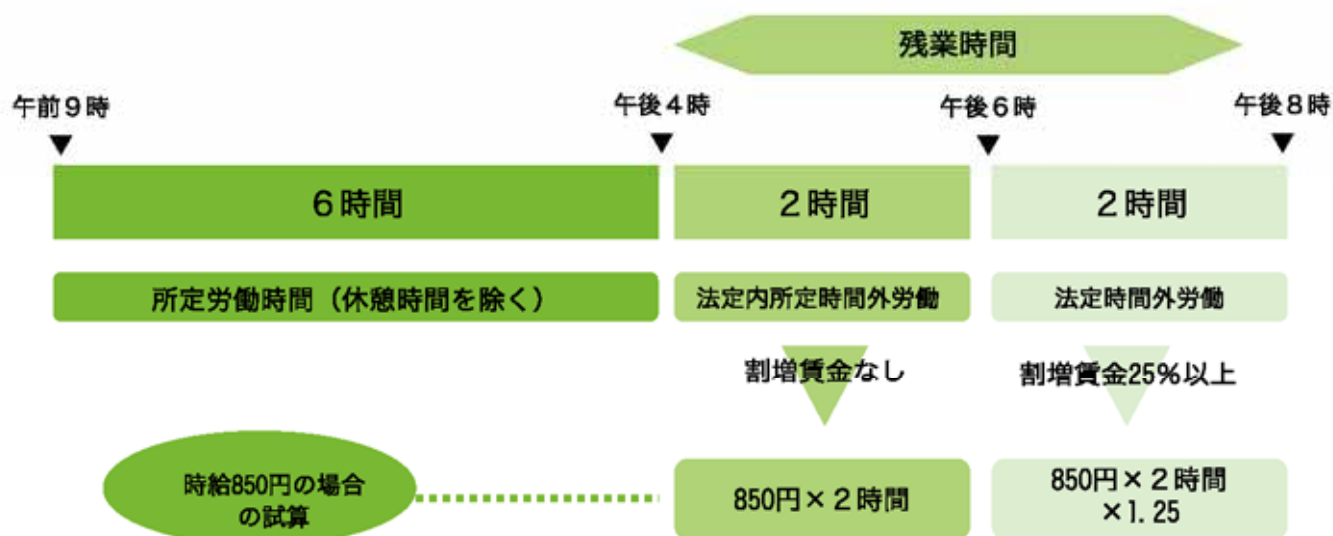 残業時間
午前9時
午後4時
午後6時
午後8時
6時間
2時間
2時間
所定労働時間（休憩時間を除く）
法定内所定時間外労働
法定時間外労働
割増賃金なし
割増賃金25%以上
時給850円の場合
の試算
850円×2時間
850円×2時間
×1.25